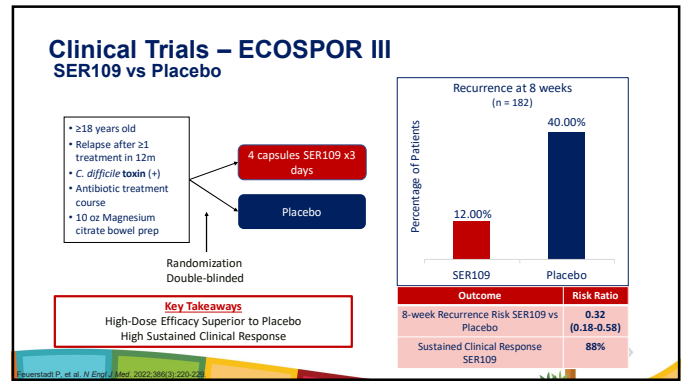 Clinical Trials – ECOSPOR III
SER109 vs Placebo
• ≥18 years old
• Relapse after ≥1
treatment in 12m
• C. difficile toxin (+)
• Antibiotic treatment
course
• 10 oz Magnesium
citrate bowel prep
4 capsules SER109 x3
days
Placebo
Randomization
Double-blinded
Key Takeaways
High-Dose Efficacy Superior to Placebo
High Sustained Clinical Response
Recurrence at 8 weeks
(n = 182)
Percentage of Patients
12.00%
40.00%
SER109
Placebo
Outcome
Risk Ratio
8-week Recurrence Risk SER109 vs
Placebo
0.32
(0.18-0.58)
Sustained Clinical Response
SER109
88%
Feuerstadt P, et al. N Engl J Med. 2022;386(3):220-229.